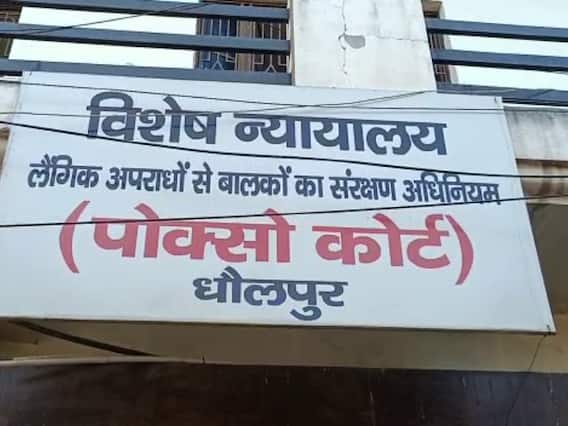 विशेष न्यायालय
लैंगिक अपराधों से बालकों का संरक्षण अधिनियम
(पोक्सो कोर्ट)
धौलपुर